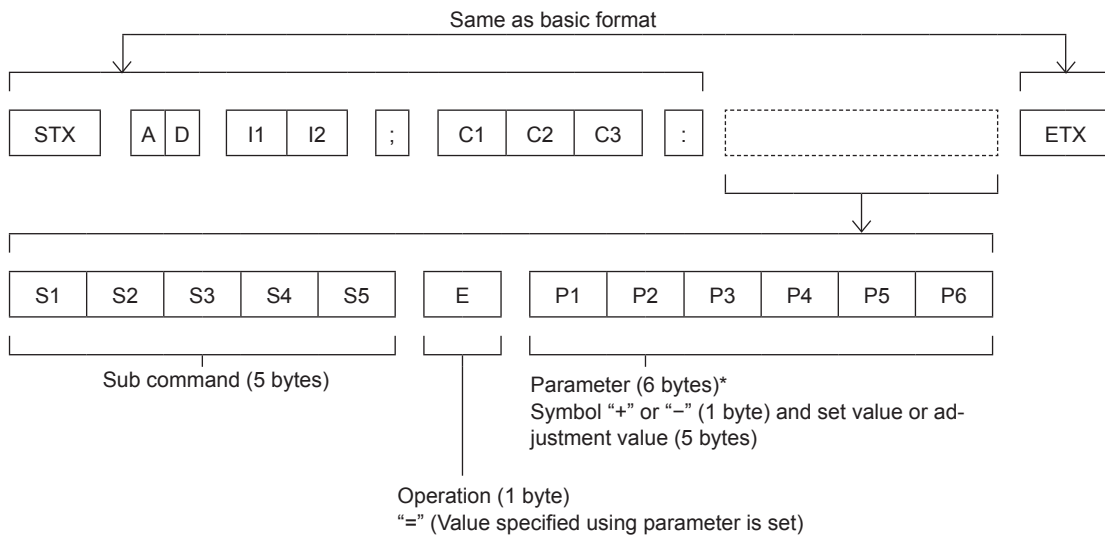 Same as basic format
STX A D I1 I2 ; C1 C2 C3 : ETX
S1 S2 S3 S4 S5 E P1 P2 P3 P4 P5 P6
Sub command (5 bytes)
Parameter (6 bytes)*
Symbol “+” or “−” (1 byte) and set value or ad-
justment value (5 bytes)
Operation (1 byte)
“=” (Value specified using parameter is set)